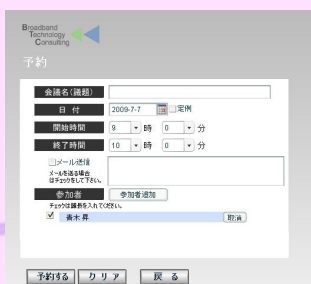 Broadband
Technology
Consulting
予約
会議名(議題)
日 付 2009-7-7 定例
開始時間 9 時 0 分
終了時間 10 時 0 分
メール送信
メールを送る場合
はチェックをして下さい。
参加者 参加者追加
チェックは議長を入れてください。
青木 昇 取消
予約する クリア 戻る